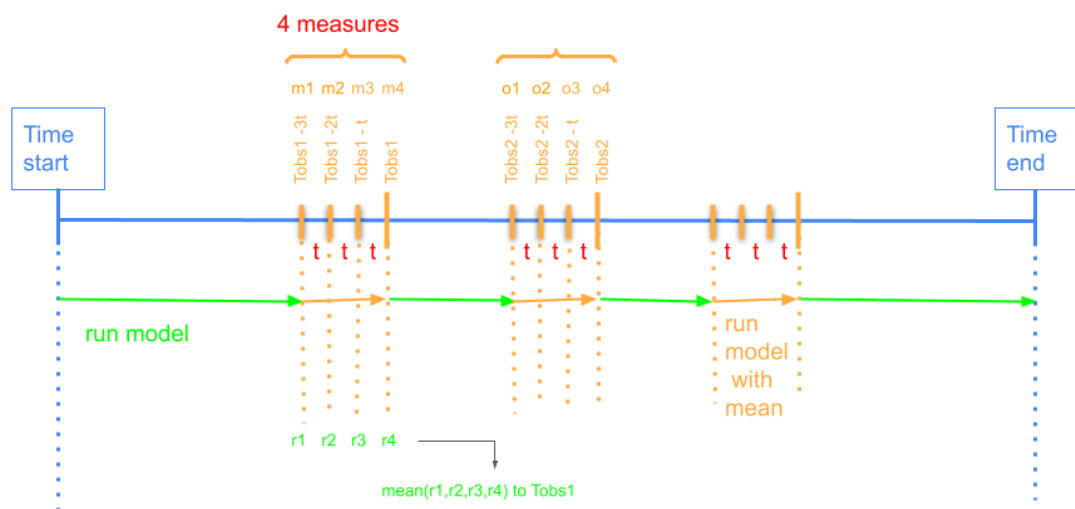 4 measures
m1 m2 m3 m4
o1 o2 o3 o4
Time
start
Tobs1 -3t
Tobs1 -2t
Tobs1 - t
Tobs1
Tobs2 -3t
Tobs2 -2t
Tobs2 - t
Tobs2
Time
end
t t t
t t t
t t t
run model
run
model
with
mean
r1 r2 r3 r4
mean(r1,r2,r3,r4) to Tobs1